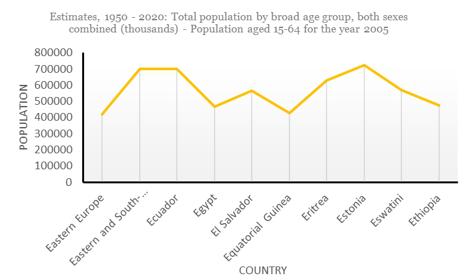 Estimates, 1950 - 2020: Total population by broad age group, both sexes
combined (thousands) - Population aged 15-64 for the year 2005
800000
700000
600000
500000
400000
300000
200000
100000
0
POPULATION
Eastern Europe
Eastern and South-...
Ecuador
Egypt
El Salvador
Equatorial Guinea
Eritrea
Estonia
Eswatini
Ethiopia
COUNTRY